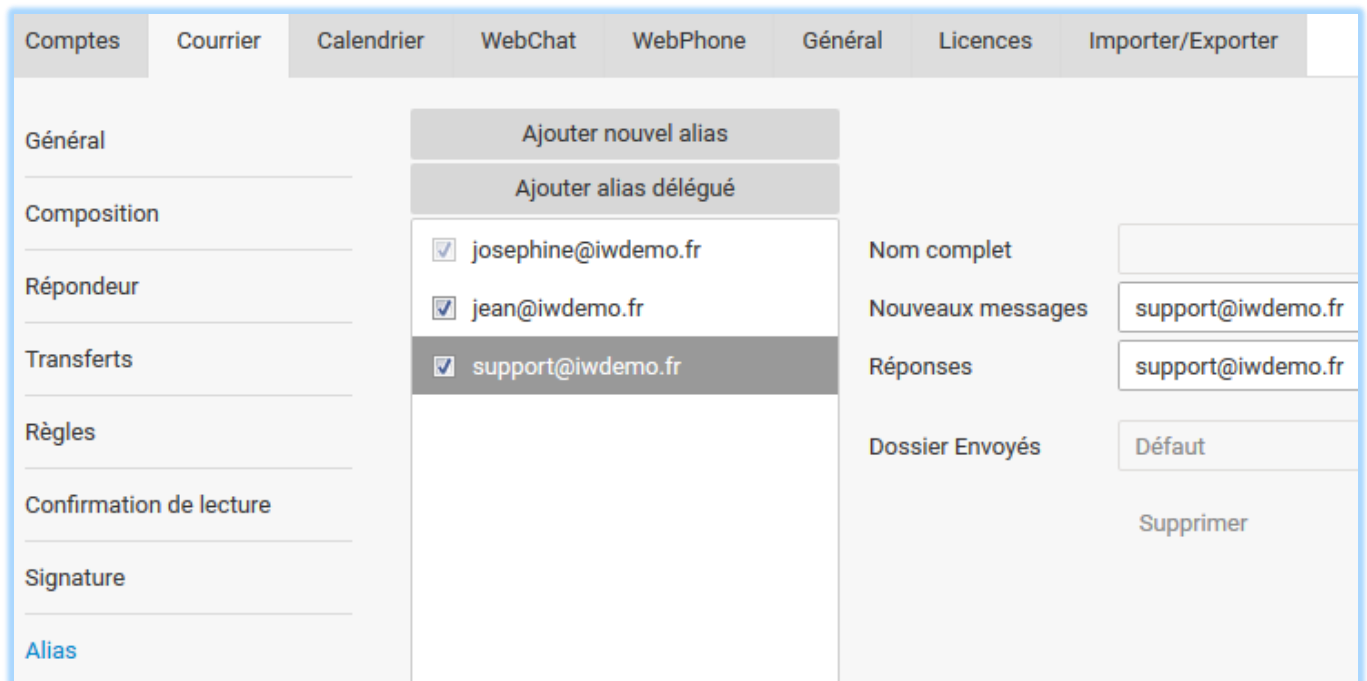 Comptes Courrier Calendrier WebChat WebPhone Général Licences Importer/Exporter
Général
Composition
Répondeur
Transferts
Règles
Confirmation de lecture
Signature
Alias
Ajouter nouvel alias
Ajouter alias délégué
josephine@iwdemo.fr
jean@iwdemo.fr
support@iwdemo.fr
Nom complet
Nouveaux messages support@iwdemo.fr
Réponses support@iwdemo.fr
Dossier Envoyés Défaut
Supprimer